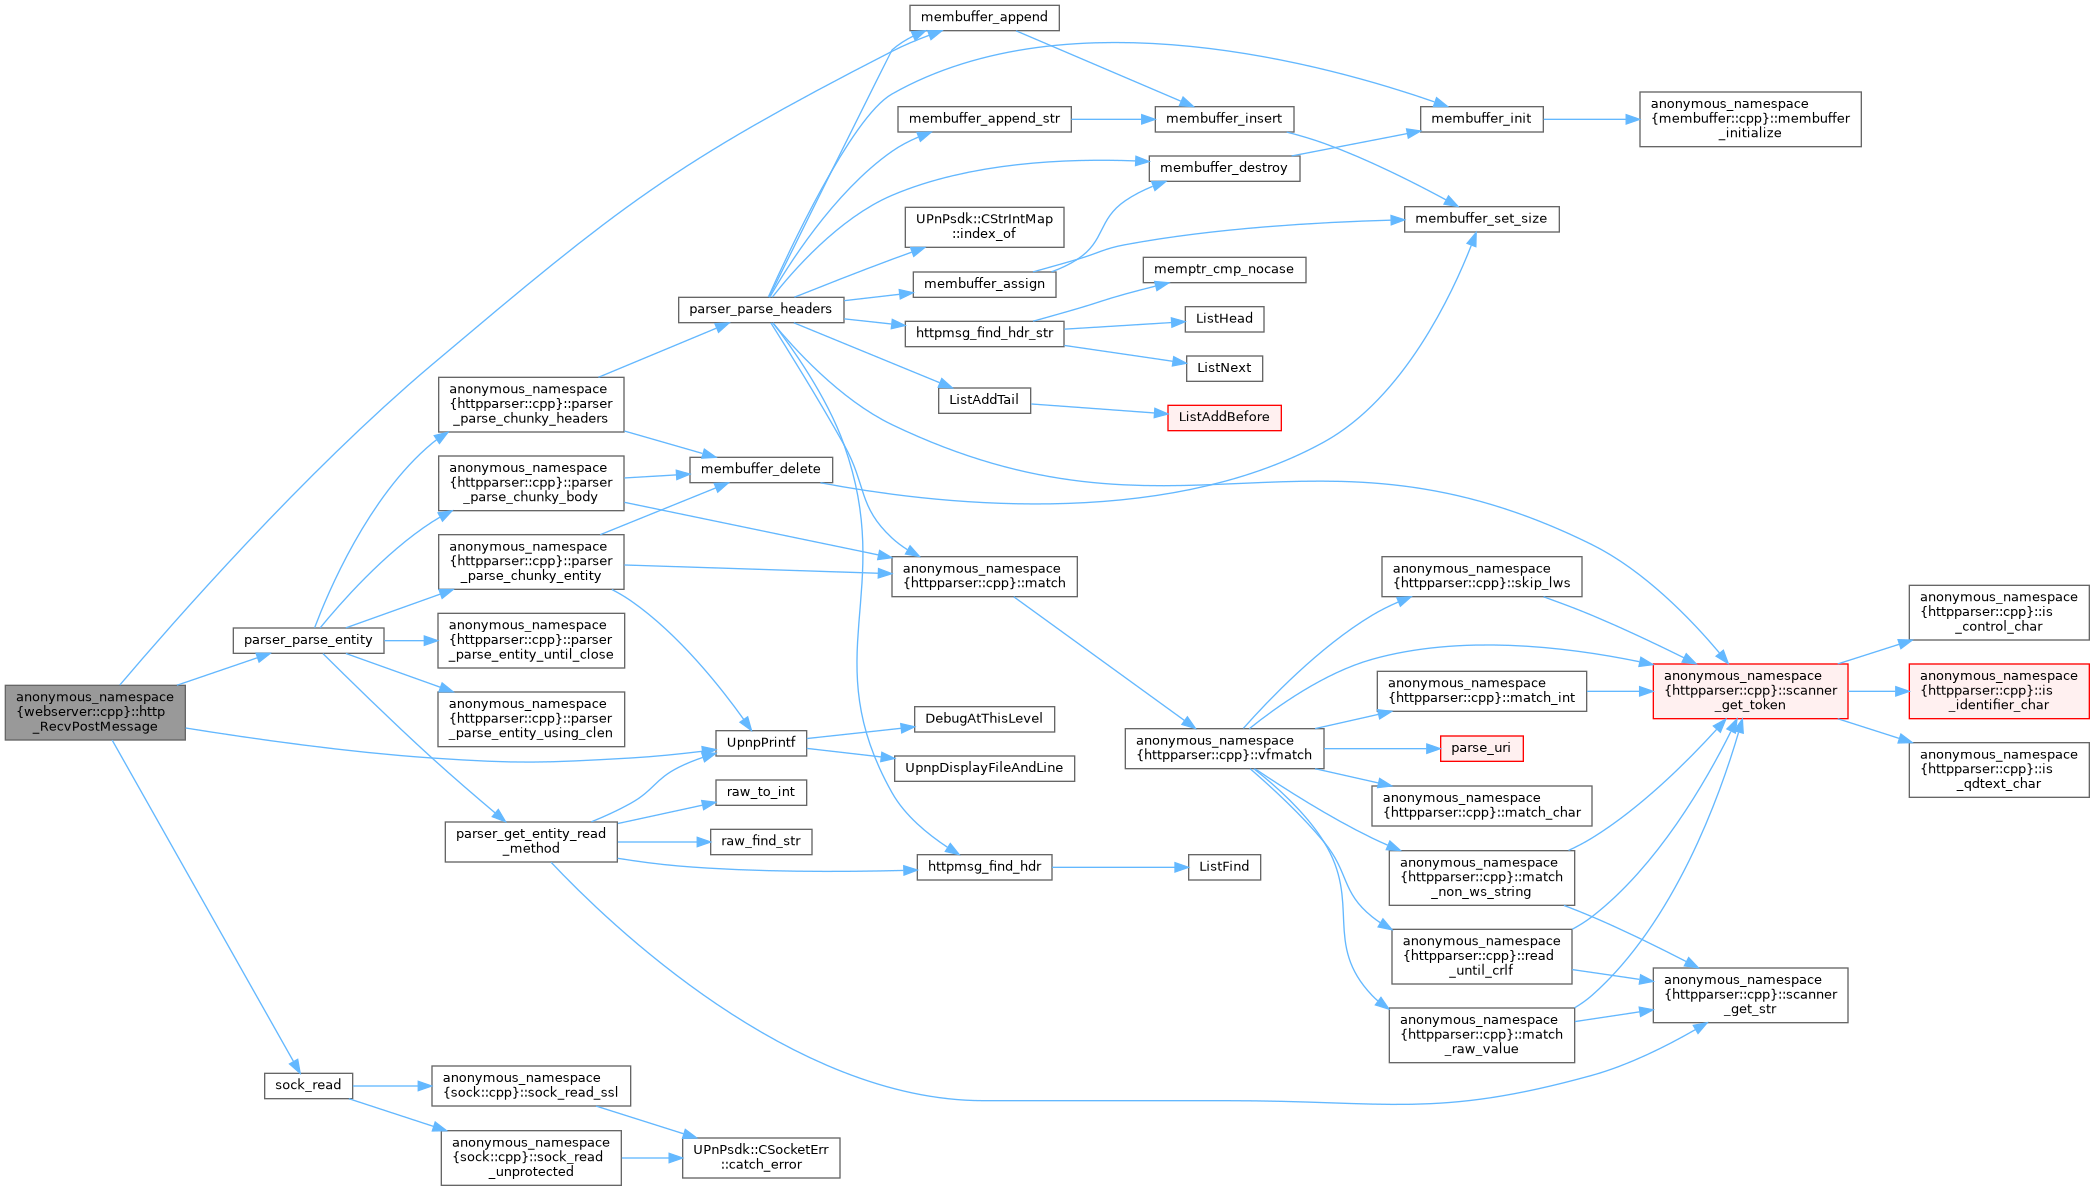 anonymous_namespace
{webserver::cpp}::http
_RecvPostMessage
membuffer_append
membuffer_insert
membuffer_set_size
parser_parse_entity
anonymous_namespace
{httpparser::cpp}::parser
_parse_chunky_headers
parser_parse_headers
membuffer_append_str
membuffer_destroy
membuffer_init
anonymous_namespace
{membuffer::cpp}::membuffer
_initialize
UPnPsdk::CStrIntMap
::index_of
membuffer_assign
httpmsg_find_hdr_str
memptr_cmp_nocase
ListHead
ListNext
ListAddTail
ListAddBefore
anonymous_namespace
{httpparser::cpp}::parser
_parse_chunky_body
membuffer_delete
anonymous_namespace
{httpparser::cpp}::parser
_parse_chunky_entity
anonymous_namespace
{httpparser::cpp}::match
anonymous_namespace
{httpparser::cpp}::parser
_parse_entity_until_close
anonymous_namespace
{httpparser::cpp}::parser
_parse_entity_using_clen
UpnpPrintf
DebugAtThisLevel
UpnpDisplayFileAndLine
parser_get_entity_read
_method
raw_to_int
raw_find_str
httpmsg_find_hdr
ListFind
anonymous_namespace
{httpparser::cpp}::vfmatch
anonymous_namespace
{httpparser::cpp}::skip_lws
anonymous_namespace
{httpparser::cpp}::match_int
parse_uri
anonymous_namespace
{httpparser::cpp}::match_char
anonymous_namespace
{httpparser::cpp}::match
_non_ws_string
anonymous_namespace
{httpparser::cpp}::read
_until_crlf
anonymous_namespace
{httpparser::cpp}::match
_raw_value
anonymous_namespace
{httpparser::cpp}::scanner
_get_token
anonymous_namespace
{httpparser::cpp}::scanner
_get_str
anonymous_namespace
{httpparser::cpp}::is
_control_char
anonymous_namespace
{httpparser::cpp}::is
_identifier_char
anonymous_namespace
{httpparser::cpp}::is
_qdtext_char
sock_read
anonymous_namespace
{sock::cpp}::sock_read_ssl
anonymous_namespace
{sock::cpp}::sock_read
_unprotected
UPnPsdk::CSocketErr
::catch_error